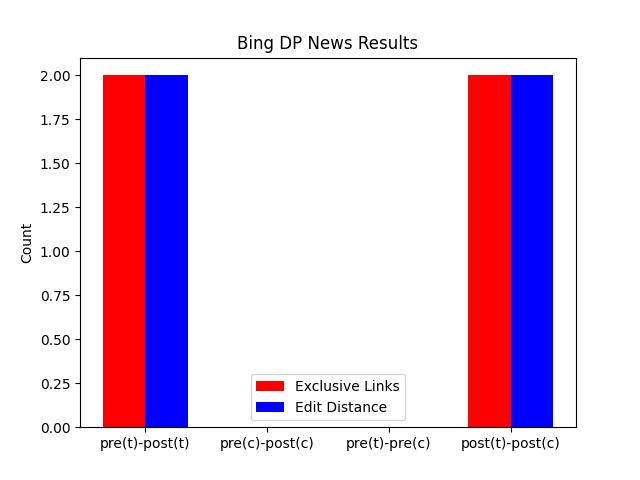 Bing DP News Results
Count
2.00
1.75
1.50
1.25
1.00
0.75
0.50
0.25
0.00
Exclusive Links
Edit Distance
pre(t)-post(t)
pre(c)-post(c)
pre(t)-pre(c)
post(t)-post(c)